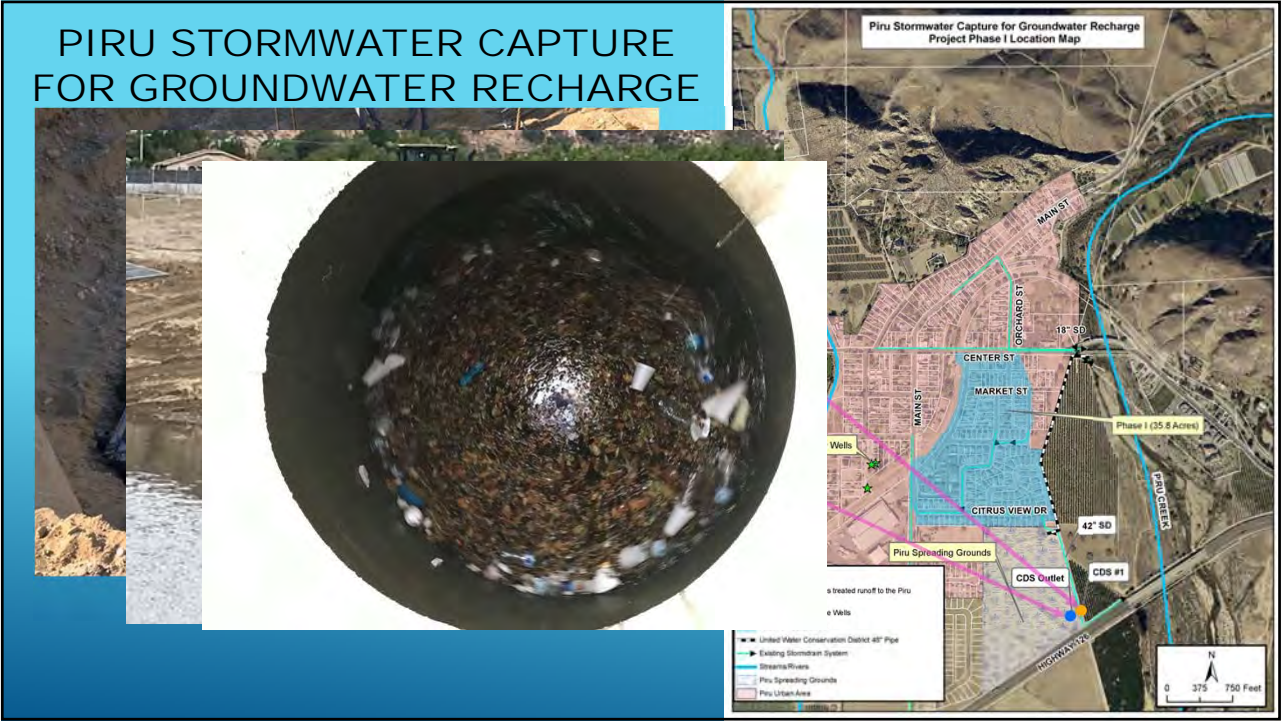 PIRU STORMWATER CAPTURE
FOR GROUNDWATER RECHARGE
Piru Stormwater Capture for Groundwater Recharge
Project Phase I Location Map
MAIN ST
ORCHARD ST
18" SD
CENTER ST
MARKET ST
MAIN ST
Phase I (35.8 Acres)
Wells
PIRU CREEK
CITRUS VIEW DR
42" SD
Piru Spreading Grounds
CDS Outlet
CDS #1
HIGHWAY 126
s treated runoff to the Piru
e Wells
United Water Conservation District 48" Pipe
Existing Stormdrain System
Streams/Rivers
Piru Spreading Grounds
Piru Urban Area
N
0 375 750 Feet